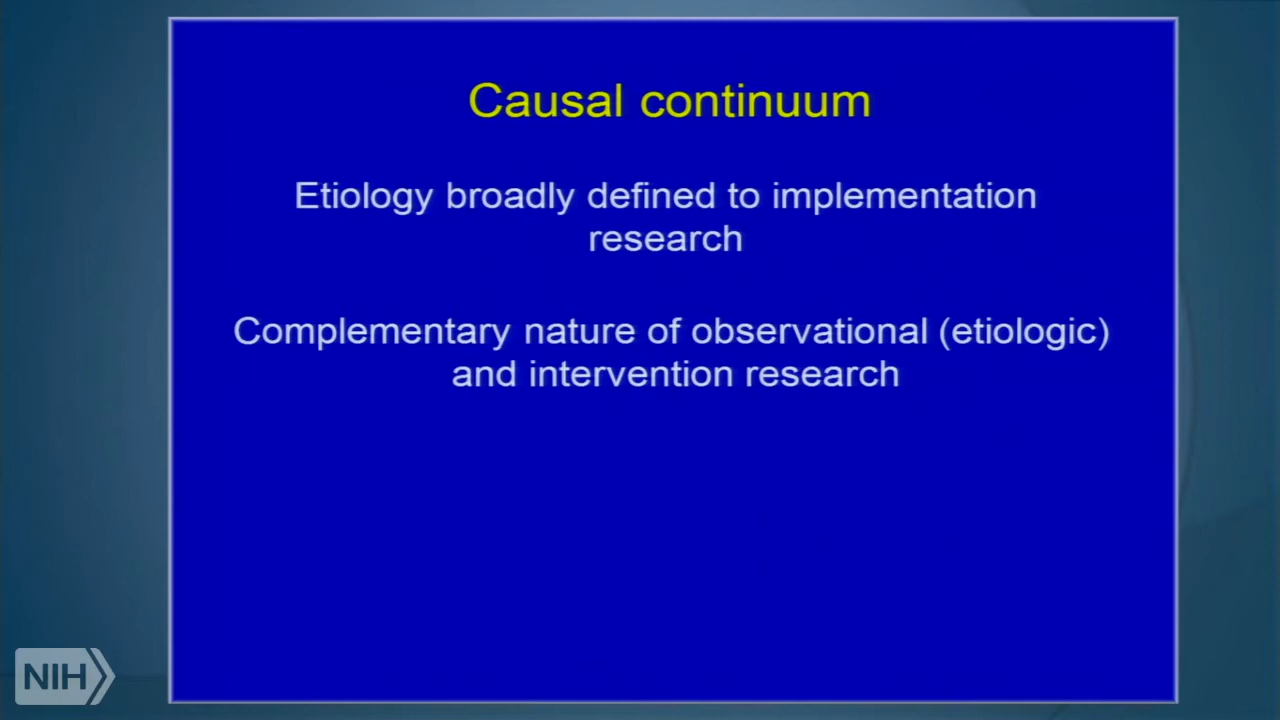 Causal continuum
Etiology broadly defined to implementation
research
Complementary nature of observational (etiologic)
and intervention research
NIH